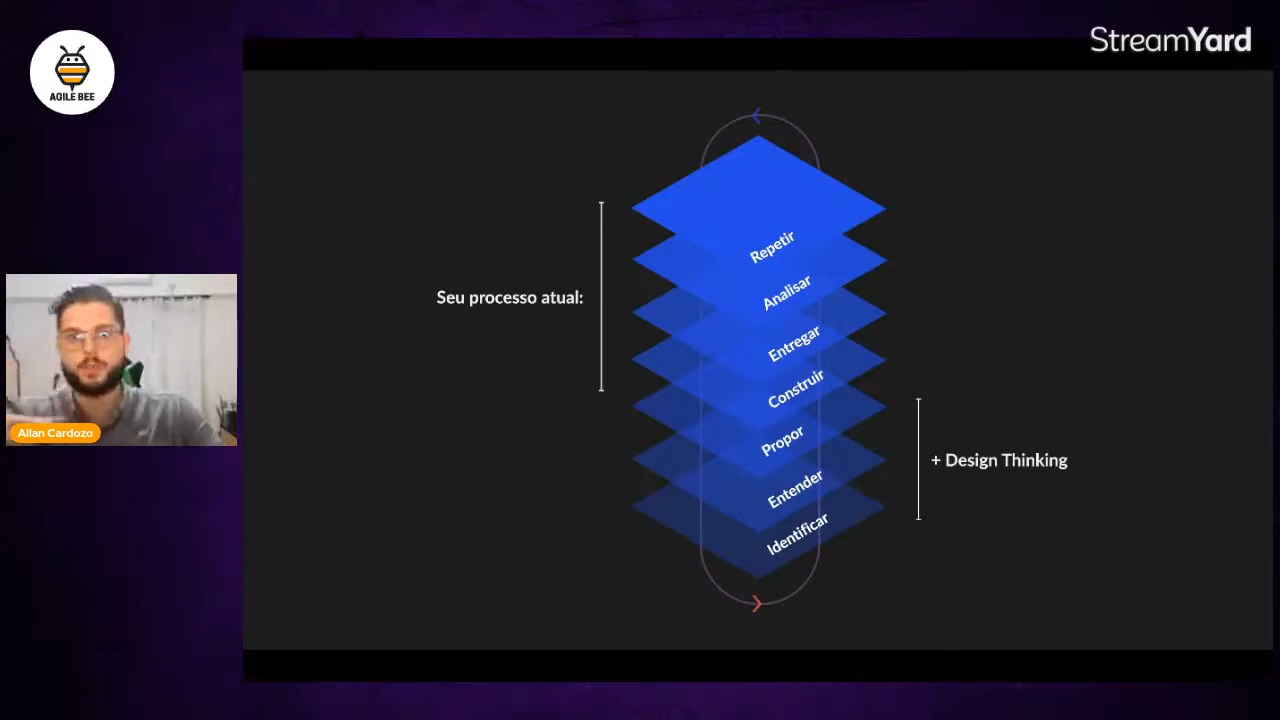 AGILE BEE
StreamYard
Repetir
Analisar
Seu processo atual:
Entregar
Construir
Propor
+ Design Thinking
Entender
Identificar
Allan Cardozo